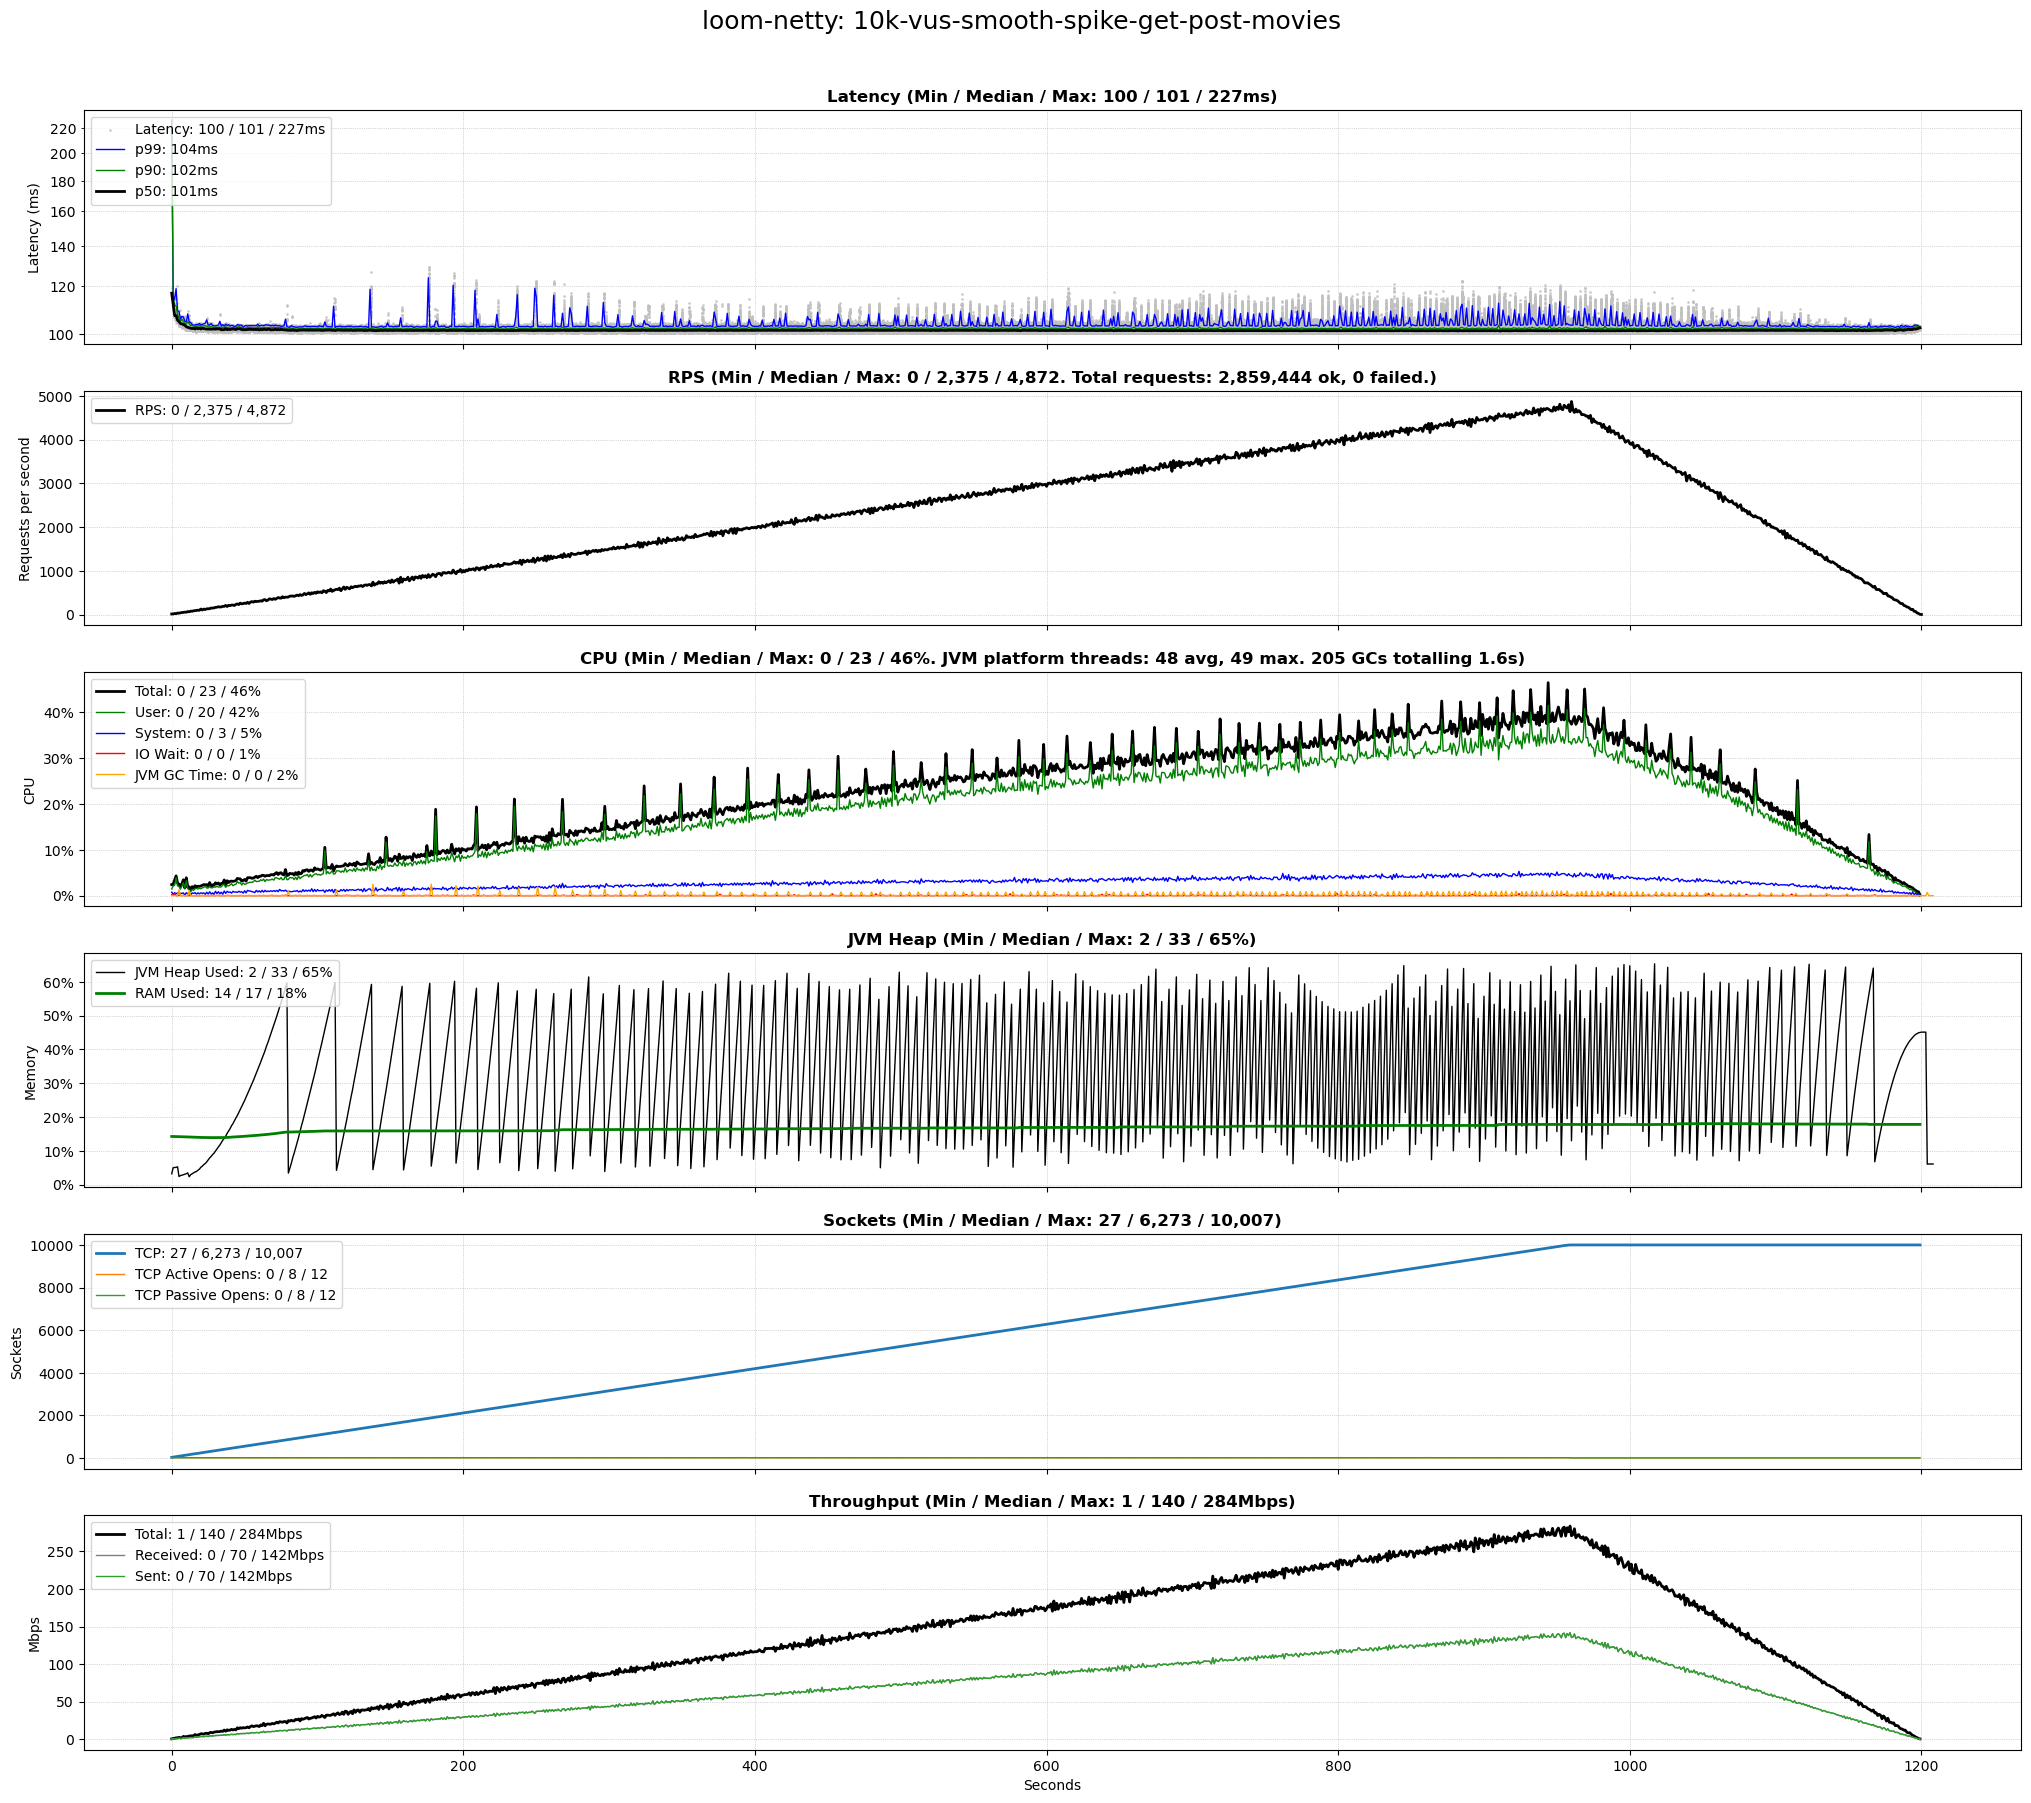 loom-netty: 10k-vus-smooth-spike-get-post-movies
Latency (Min / Median / Max: 100 / 101 / 227ms)
Latency (ms)
220
200
180
160
140
120
100
Latency: 100 / 101 / 227ms
p99: 104ms
p90: 102ms
p50: 101ms
RPS (Min / Median / Max: 0 / 2,375 / 4,872. Total requests: 2,859,444 ok, 0 failed.)
Requests per second
5000
4000
3000
2000
1000
0
RPS: 0 / 2,375 / 4,872
CPU (Min / Median / Max: 0 / 23 / 46%. JVM platform threads: 48 avg, 49 max. 205 GCs totalling 1.6s)
CPU
40%
30%
20%
10%
0%
Total: 0 / 23 / 46%
User: 0 / 20 / 42%
System: 0 / 3 / 5%
IO Wait: 0 / 0 / 1%
JVM GC Time: 0 / 0 / 2%
JVM Heap (Min / Median / Max: 2 / 33 / 65%)
Memory
60%
50%
40%
30%
20%
10%
0%
JVM Heap Used: 2 / 33 / 65%
RAM Used: 14 / 17 / 18%
Sockets (Min / Median / Max: 27 / 6,273 / 10,007)
Sockets
10000
8000
6000
4000
2000
0
TCP: 27 / 6,273 / 10,007
TCP Active Opens: 0 / 8 / 12
TCP Passive Opens: 0 / 8 / 12
Throughput (Min / Median / Max: 1 / 140 / 284Mbps)
Mbps
250
200
150
100
50
0
Total: 1 / 140 / 284Mbps
Received: 0 / 70 / 142Mbps
Sent: 0 / 70 / 142Mbps
0 200 400 600 800 1000 1200
Seconds